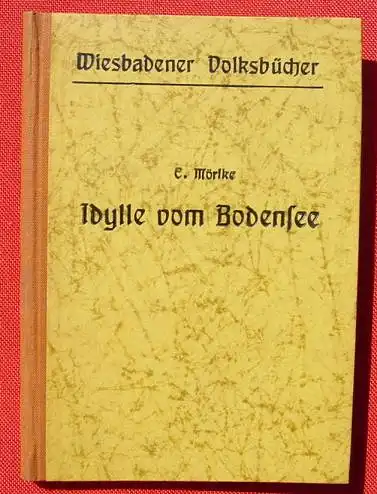 Wiesbadener Volksbücher
E. Mörike
Idylle vom Bodensee